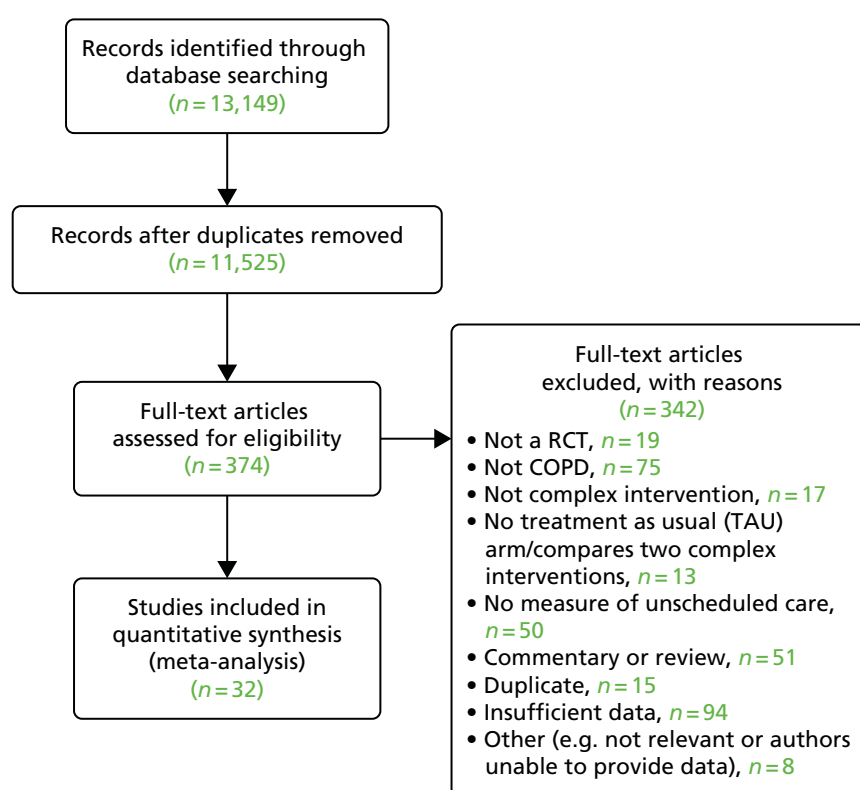 Records identified through
database searching
(n = 13,149)
Records after duplicates removed
(n = 11,525)
Full-text articles
assessed for eligibility
(n = 374)
Full-text articles
excluded, with reasons
(n = 342)
• Not a RCT, n = 19
• Not COPD, n = 75
• Not complex intervention, n = 17
• No treatment as usual (TAU)
arm/compares two complex
interventions, n = 13
• No measure of unscheduled care,
n = 50
• Commentary or review, n = 51
• Duplicate, n = 15
• Insufficient data, n = 94
• Other (e.g. not relevant or authors
unable to provide data), n = 8
Studies included in
quantitative synthesis
(meta-analysis)
(n = 32)